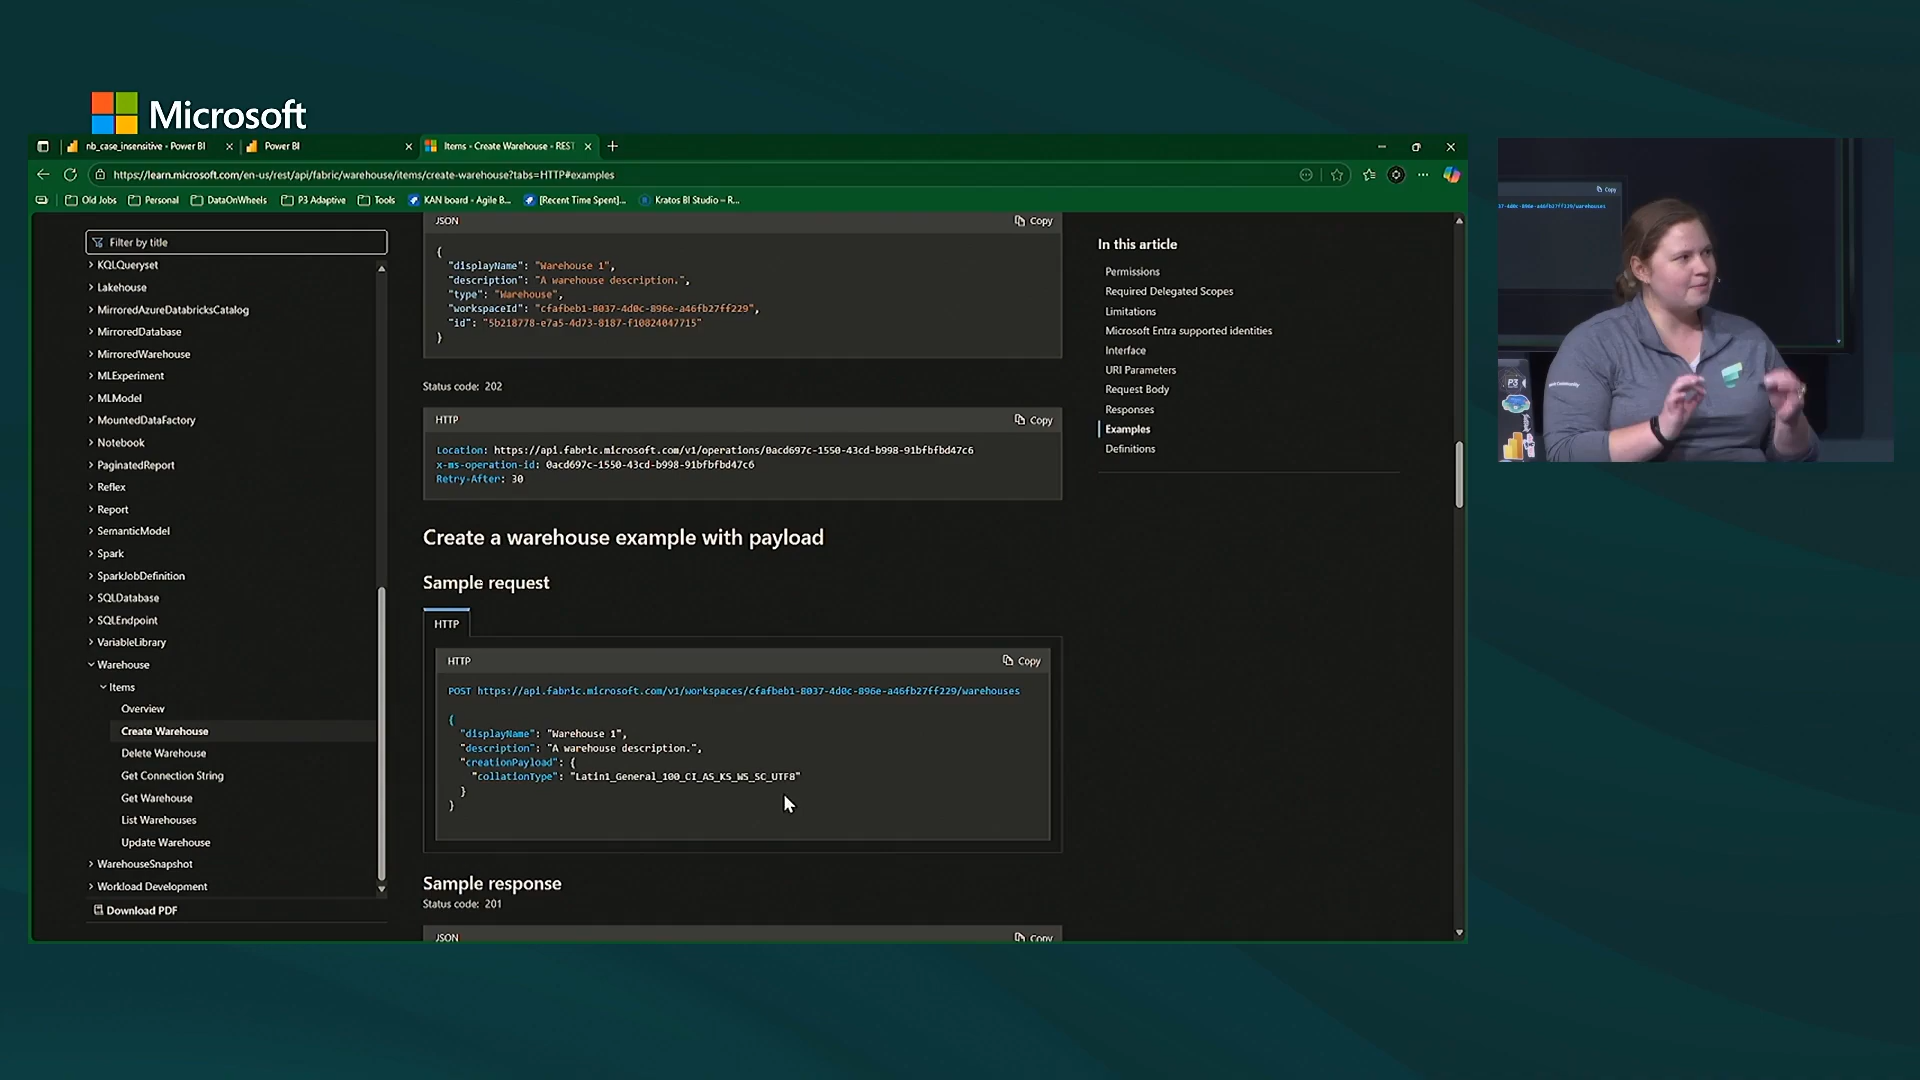 Microsoft
nb_case_insensitive - Power BI
Power BI
Items - Create Warehouse - REST
https://learn.microsoft.com/en-us/rest/api/fabric/warehouse/items/create-warehouse?tabs=HTTP#examples
Old Jobs
Personal
DataOnWheels
P3 Adaptive
Tools
KAN board - Agile B...
[Recent Time Spent]...
Kratos BI Studio – R...
Filter by title
KQLQueryset
Lakehouse
MirroredAzureDatabricksCatalog
MirroredDatabase
MirroredWarehouse
MLExperiment
MLModel
MountedDataFactory
Notebook
PaginatedReport
Reflex
Report
SemanticModel
Spark
SparkJobDefinition
SQLDatabase
SQLEndpoint
VariableLibrary
Warehouse
Items
Overview
Create Warehouse
Delete Warehouse
Get Connection String
Get Warehouse
List Warehouses
Update Warehouse
WarehouseSnapshot
Workload Development
Download PDF
JSON
Copy
{
"displayName": "Warehouse 1",
"description": "A warehouse description.",
"type": "Warehouse",
"workspaceId": "cfafbeb1-8037-4d0c-896e-a46fb27ff229",
"id": "5b218778-e7a5-4d73-8187-f10824047715"
}
Status code: 202
HTTP
Copy
Location: https://api.fabric.microsoft.com/v1/operations/0acd697c-1550-43cd-b998-91bfbfbd47c6
x-ms-operation-id: 0acd697c-1550-43cd-b998-91bfbfbd47c6
Retry-After: 30
Create a warehouse example with payload
Sample request
HTTP
HTTP
Copy
POST https://api.fabric.microsoft.com/v1/workspaces/cfafbeb1-8037-4d0c-896e-a46fb27ff229/warehouses
{
"displayName": "Warehouse 1",
"description": "A warehouse description.",
"creationPayload": {
"collationType": "Latin1_General_100_CI_AS_KS_WS_SC_UTF8"
}
}
Sample response
Status code: 201
JSON
Copy
In this article
Permissions
Required Delegated Scopes
Limitations
Microsoft Entra supported identities
Interface
URI Parameters
Request Body
Responses
Examples
Definitions
Copy
37-4d0c-896e-a46fb27ff229/warehouses
P3